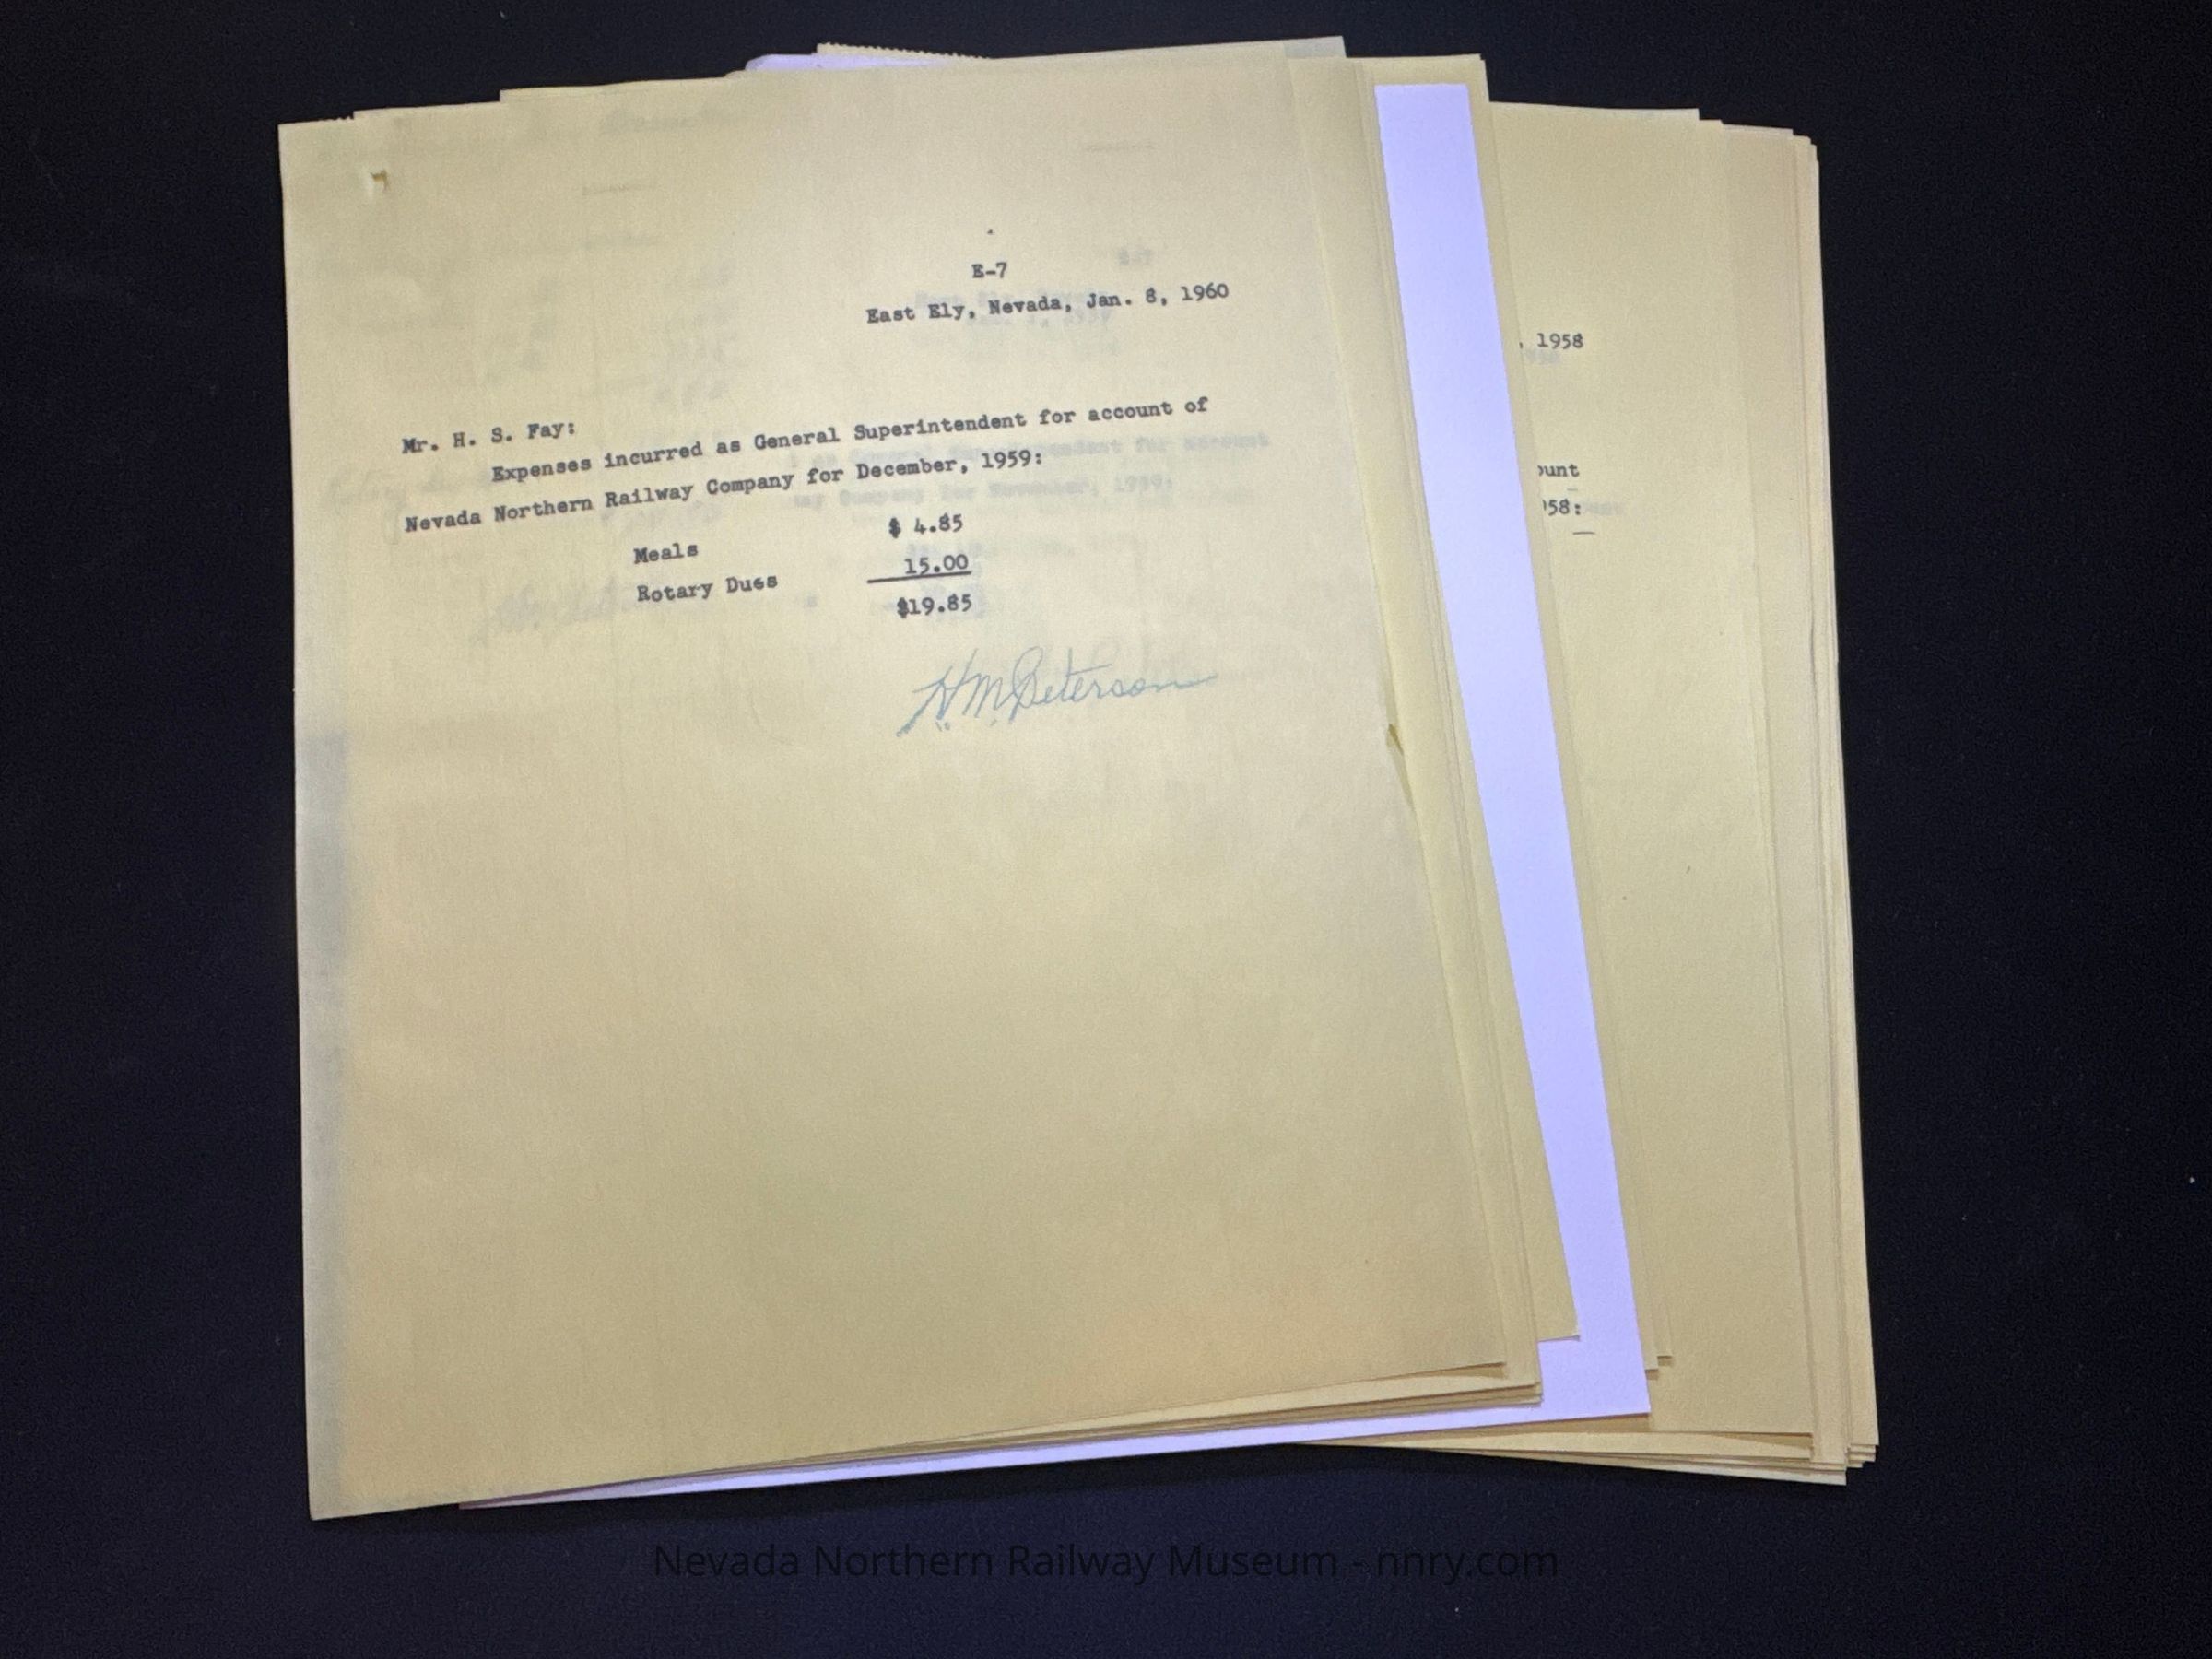 E-7
East Ely, Nevada, Jan. 8, 1960
Mr. H. S. Fay:
Expenses incurred as General Superintendent for account of
Nevada Northern Railway Company for December, 1959:
Meals $ 4.85
Rotary Dues 15.00
$19.85
H.M. Peterson
, 1958
ount
58:
Nevada Northern Railway Museum - nnry.com